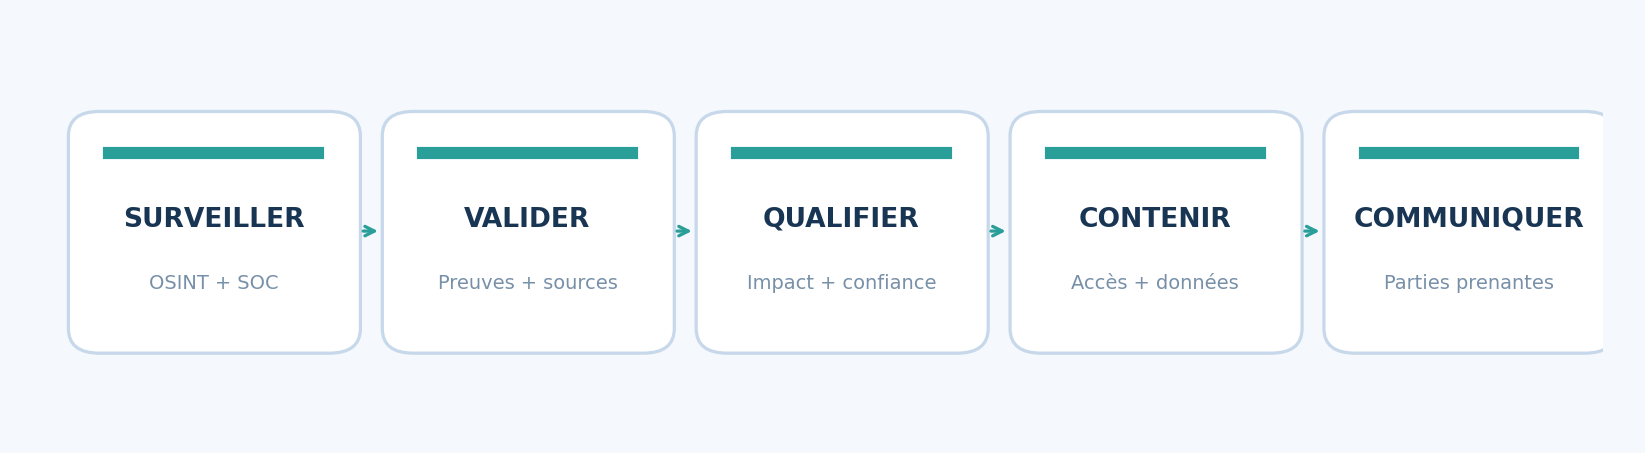 SURVEILLER
OSINT + SOC
VALIDER
Preuves + sources
QUALIFIER
Impact + confiance
CONTENIR
Accès + données
COMMUNIQUER
Parties prenantes